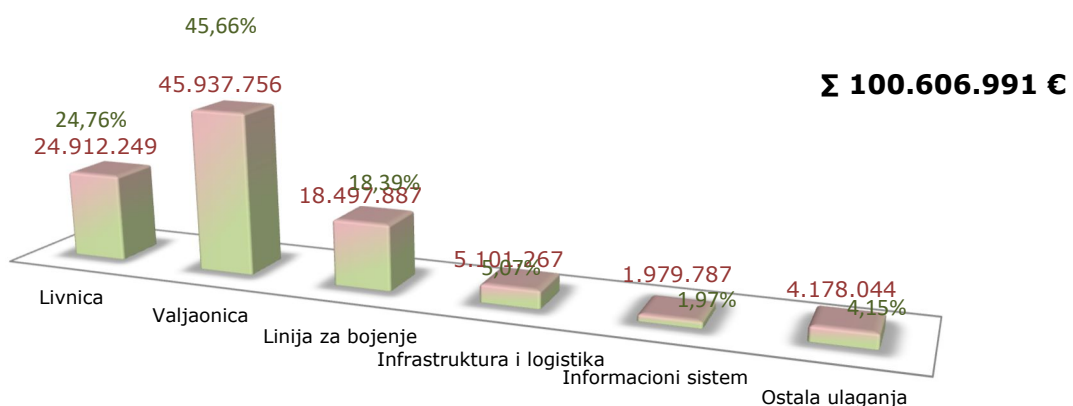 45,66%
45.937.756
∑ 100.606.991 €
24,76%
24.912.249
18,39%
18.497.887
5.101.267
5,07%
1.979.787
1,97%
4.178.044
4,15%
Livnica
Valjaonica
Linija za bojenje
Infrastruktura i logistika
Informacioni sistem
Ostala ulaganja